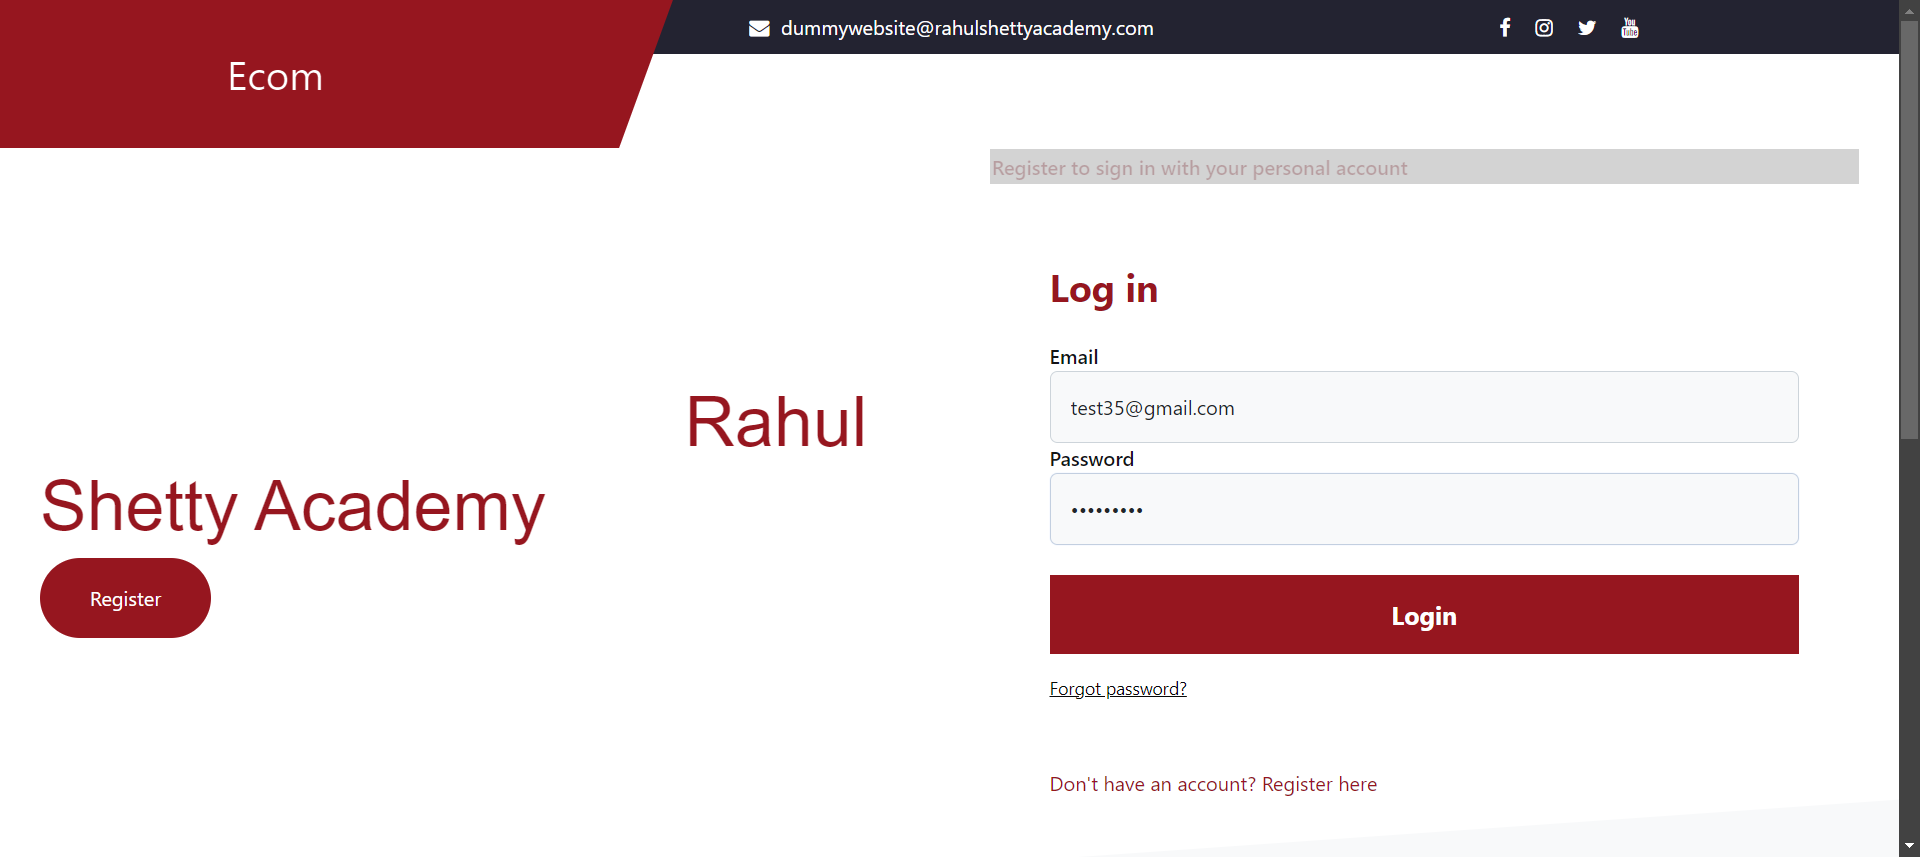 dummywebsite@rahulshettyacademy.com
Ecom
Register to sign in with your personal account
Rahul
Shetty Academy
Register
Log in
Email
test35@gmail.com
Password
•••••••••
Login
Forgot password?
Don't have an account? Register here